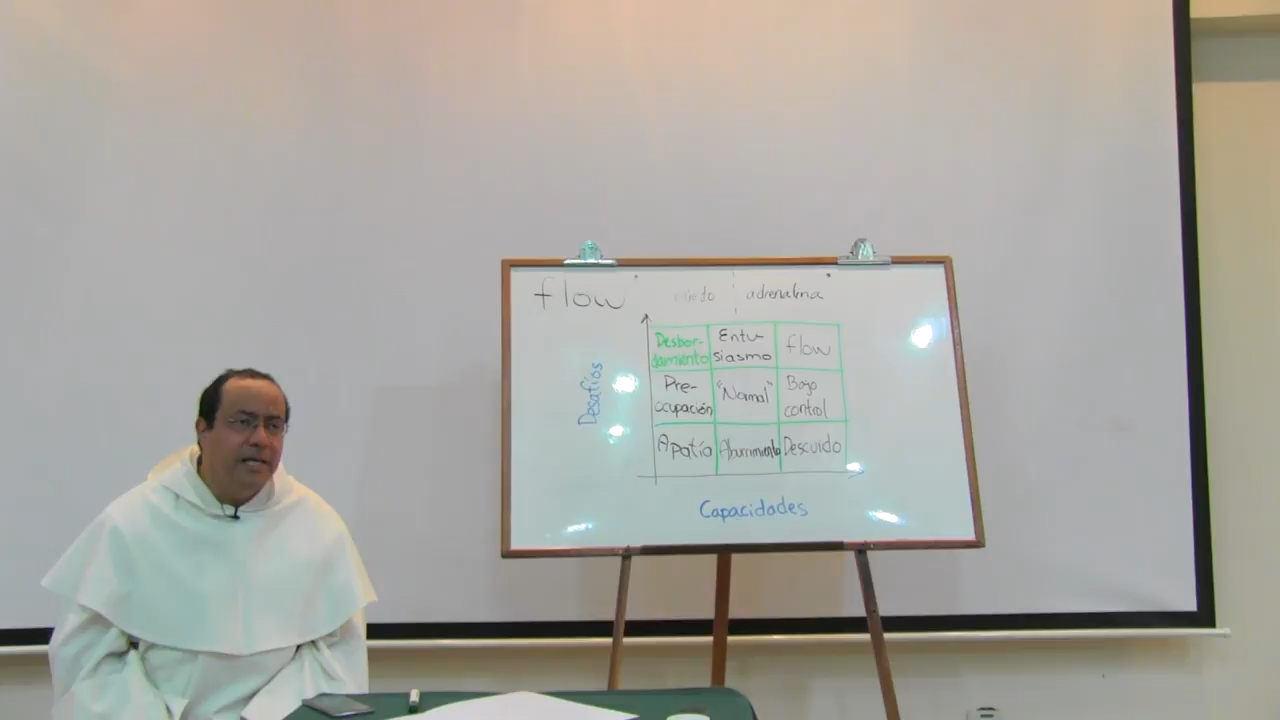 flow miedo adrenalina
Desbor-
damiento
Entu-
siasmo
flow
Desafíos
Pre-
ocupación
"Normal"
Bajo
control
Apatía
Aburrimiento
Descuido
Capacidades